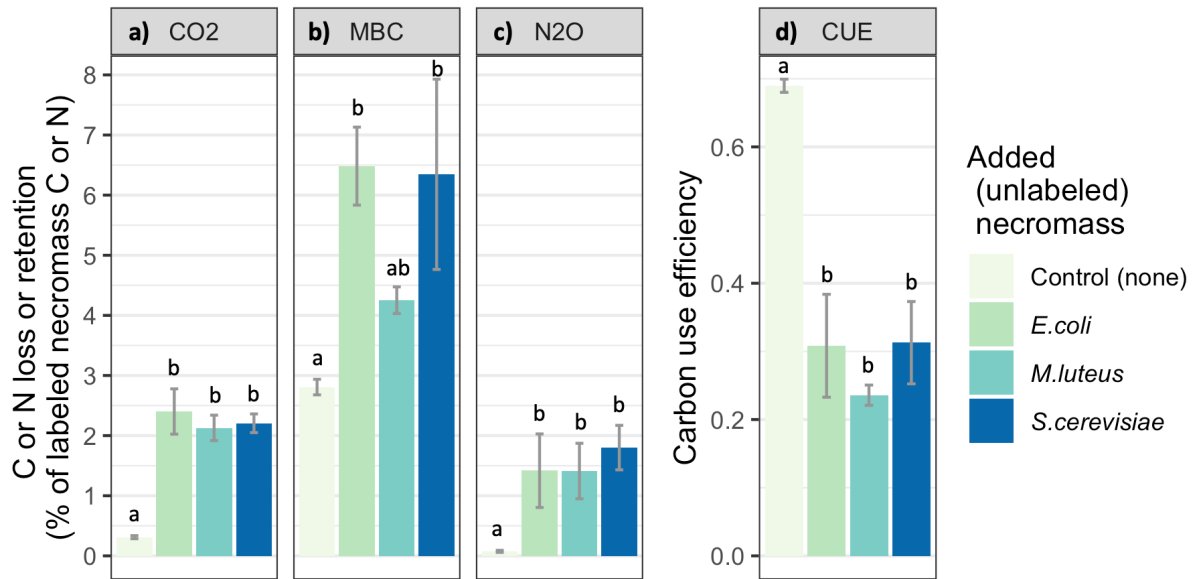 a) CO2
b) MBC
c) N2O
d) CUE
C or N loss or retention
(% of labeled necromass C or N)
8
7
6
5
4
3
2
1
0
a
b
b
b
a
b
ab
b
a
b
b
b
Carbon use efficiency
0.6
0.4
0.2
0.0
a
b
b
b
Added
(unlabeled)
necromass
Control (none)
E.coli
M.luteus
S.cerevisiae